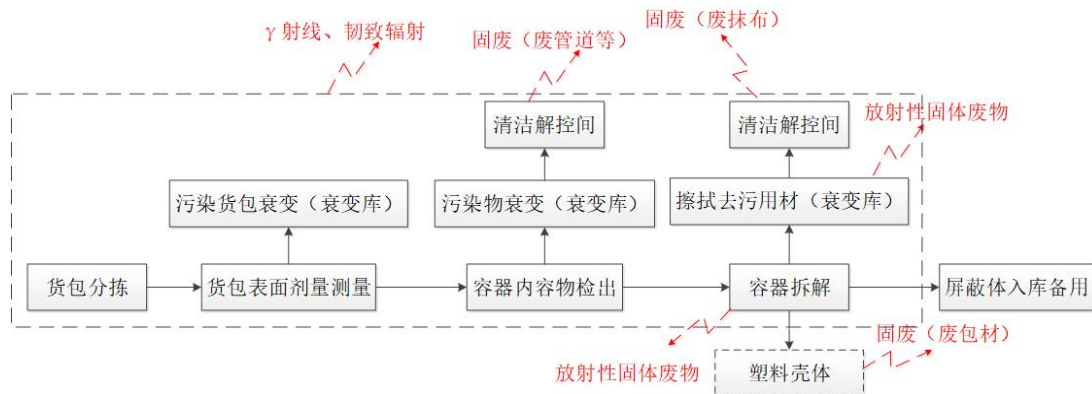 γ射线、韧致辐射
固废（废管道等）
固废（废抹布）
清洁解控间
清洁解控间
放射性固体废物
污染货包衰变（衰变库）
污染物衰变（衰变库）
擦拭去污用材（衰变库）
货包分拣
货包表面剂量测量
容器内容物检出
容器拆解
屏蔽体入库备用
放射性固体废物
塑料壳体
固废（废包材）